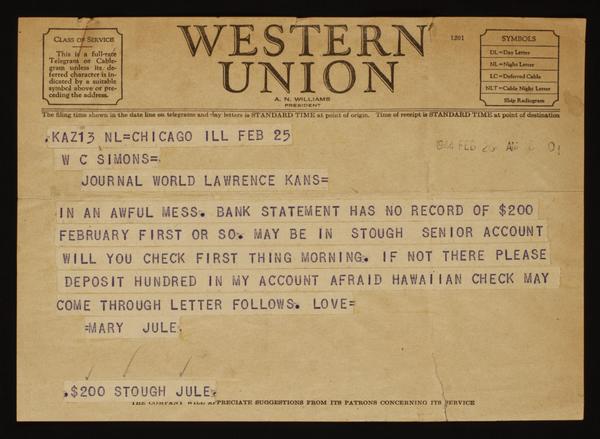 CLASS OF SERVICE
This is a full-rate
Telegram or Cable-
gram unless its de-
ferred character is in-
dicated by a suitable
symbol above or pre-
ceding the address.
WESTERN
UNION
A. N. WILLIAMS
PRESIDENT
1201
SYMBOLS
DL=Day Letter
NL=Night Letter
LC=Deferred Cable
NLT=Cable Night Letter
Ship Radiogram
The filing time shown in the date line on telegrams and day letters is STANDARD TIME at point of origin. Time of receipt is STANDARD TIME at point of destination
.KAZ13 NL=CHICAGO ILL FEB 25
FEB
W C SIMONS=
JOURNAL WORLD LAWRENCE KANS=
IN AN AWFUL MESS. BANK STATEMENT HAS NO RECORD OF $200
FEBRUARY FIRST OR SO. MAY BE IN STOUGH SENIOR ACCOUNT
WILL YOU CHECK FIRST THING MORNING. IF NOT THERE PLEASE
DEPOSIT HUNDRED IN MY ACCOUNT AFRAID HAWAIIAN CHECK MAY
COME THROUGH LETTER FOLLOWS. LOVE=
=MARY JULE.
.$200 STOUGH JULE.
THE COMPANY WILL APPRECIATE SUGGESTIONS FROM ITS PATRONS CONCERNING ITS SERVICE